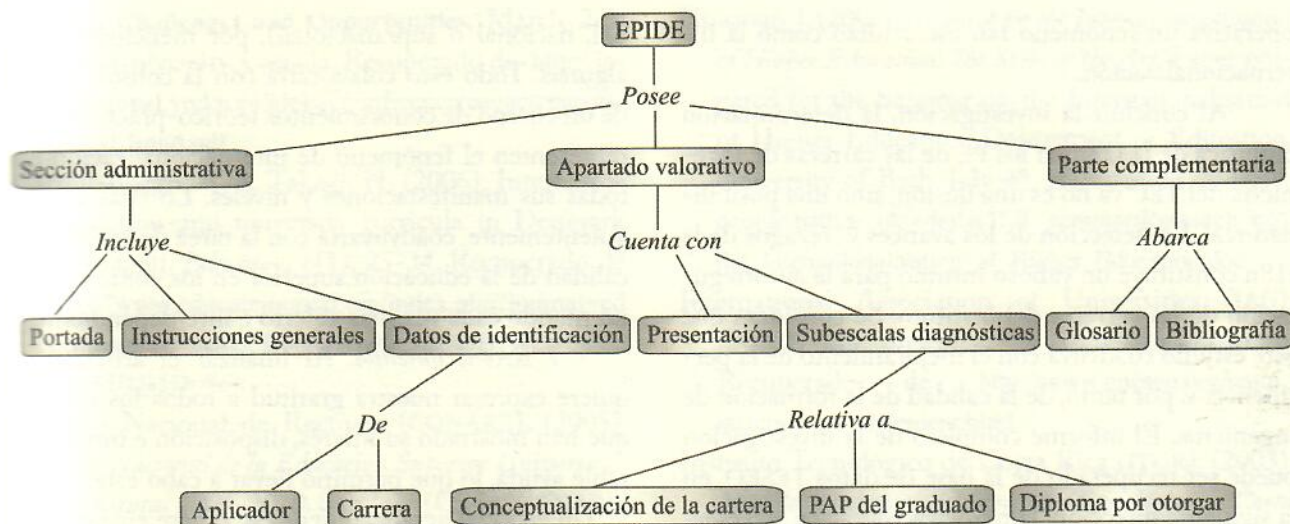 EPIDE
Posee
Sección administrativa Apartado valorativo Parte complementaria
Incluye Cuenta con Abarca
Portada Instrucciones generales Datos de identificación Presentación Subescalas diagnósticas Glosario Bibliografía
De Relativa a
Aplicador Carrera Conceptualización de la cartera PAP del graduado Diploma por otorgar